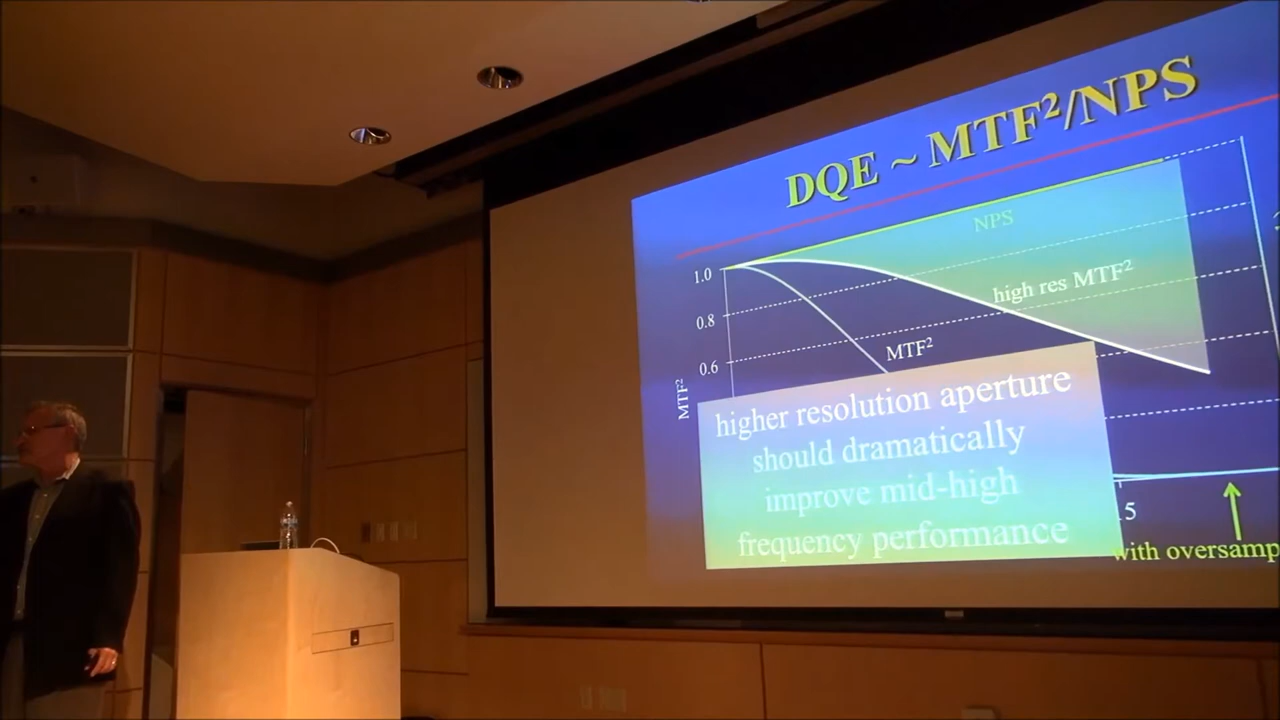 DQE ~ MTF²/NPS
NPS
1.0
high res MTF²
0.8
MTF²
0.6
MTF²
higher resolution aperture
should dramatically
improve mid-high
frequency performance
with oversamp